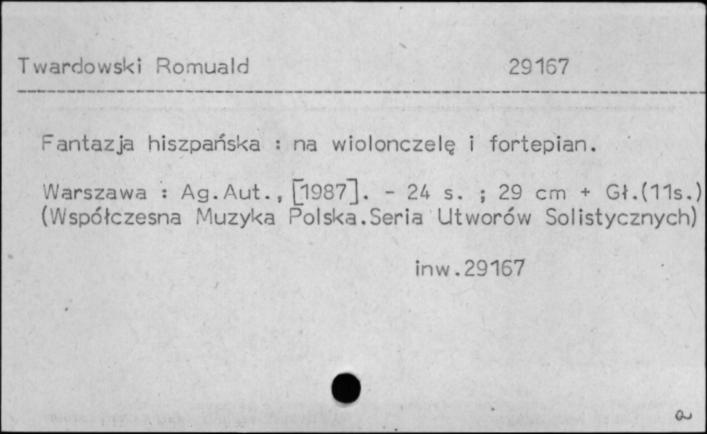 Twardowski Romuald 29167
Fantazja hiszpańska : na wiolonczelę i fortepian.
Warszawa : Ag.Aut., [1987]. - 24 s. ; 29 cm + Gł.(11s.)
(Współczesna Muzyka Polska.Seria Utworów Solistycznych)
inw.29167